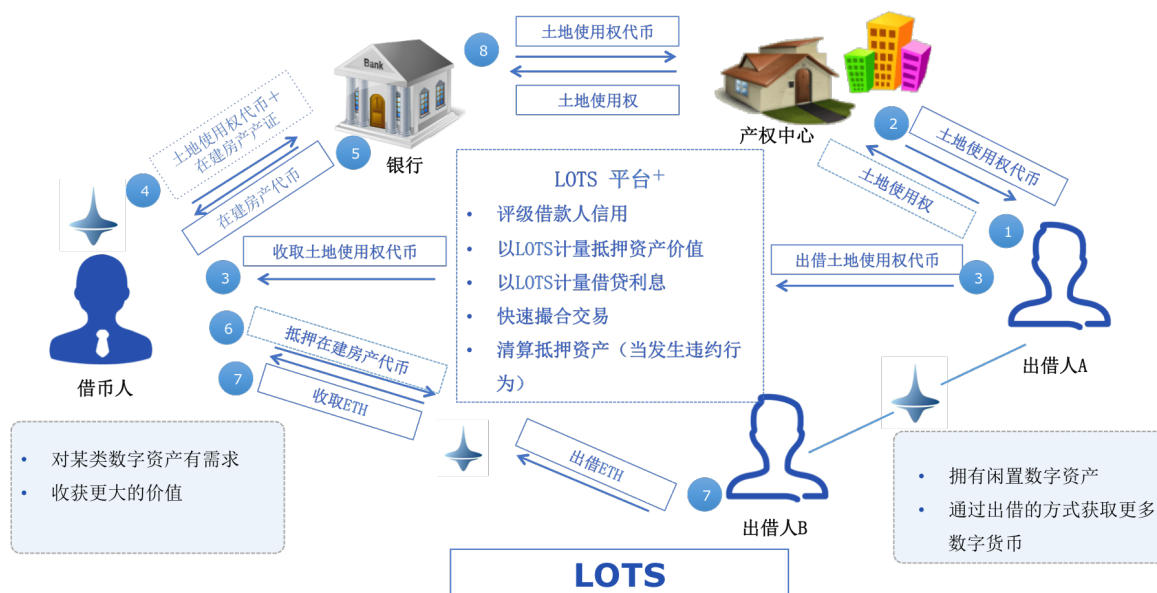 8
土地使用权代币
Bank
土地使用权
产权中心
银行
土地使用权代币＋
在建房产产证
4
5
在建房产代币
2
土地使用权代币
土地使用权
1
LOTS 平台+
• 评级借款人信用
• 以LOTS计量抵押资产价值
• 以LOTS计量借贷利息
• 快速撮合交易
• 清算抵押资产（当发生违约行
为）
收取土地使用权代币
3
出借土地使用权代币
3
6
抵押在建房产代币
7
收取ETH
借币人
出借人A
出借ETH
7
出借人B
• 对某类数字资产有需求
• 收获更大的价值
• 拥有闲置数字资产
• 通过出借的方式获取更多
数字货币
LOTS